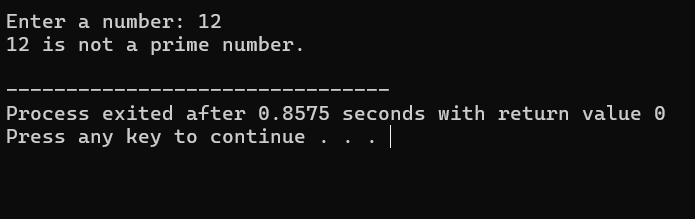 Enter a number: 12
12 is not a prime number.
--------------------------------
Process exited after 0.8575 seconds with return value 0
Press any key to continue . . .